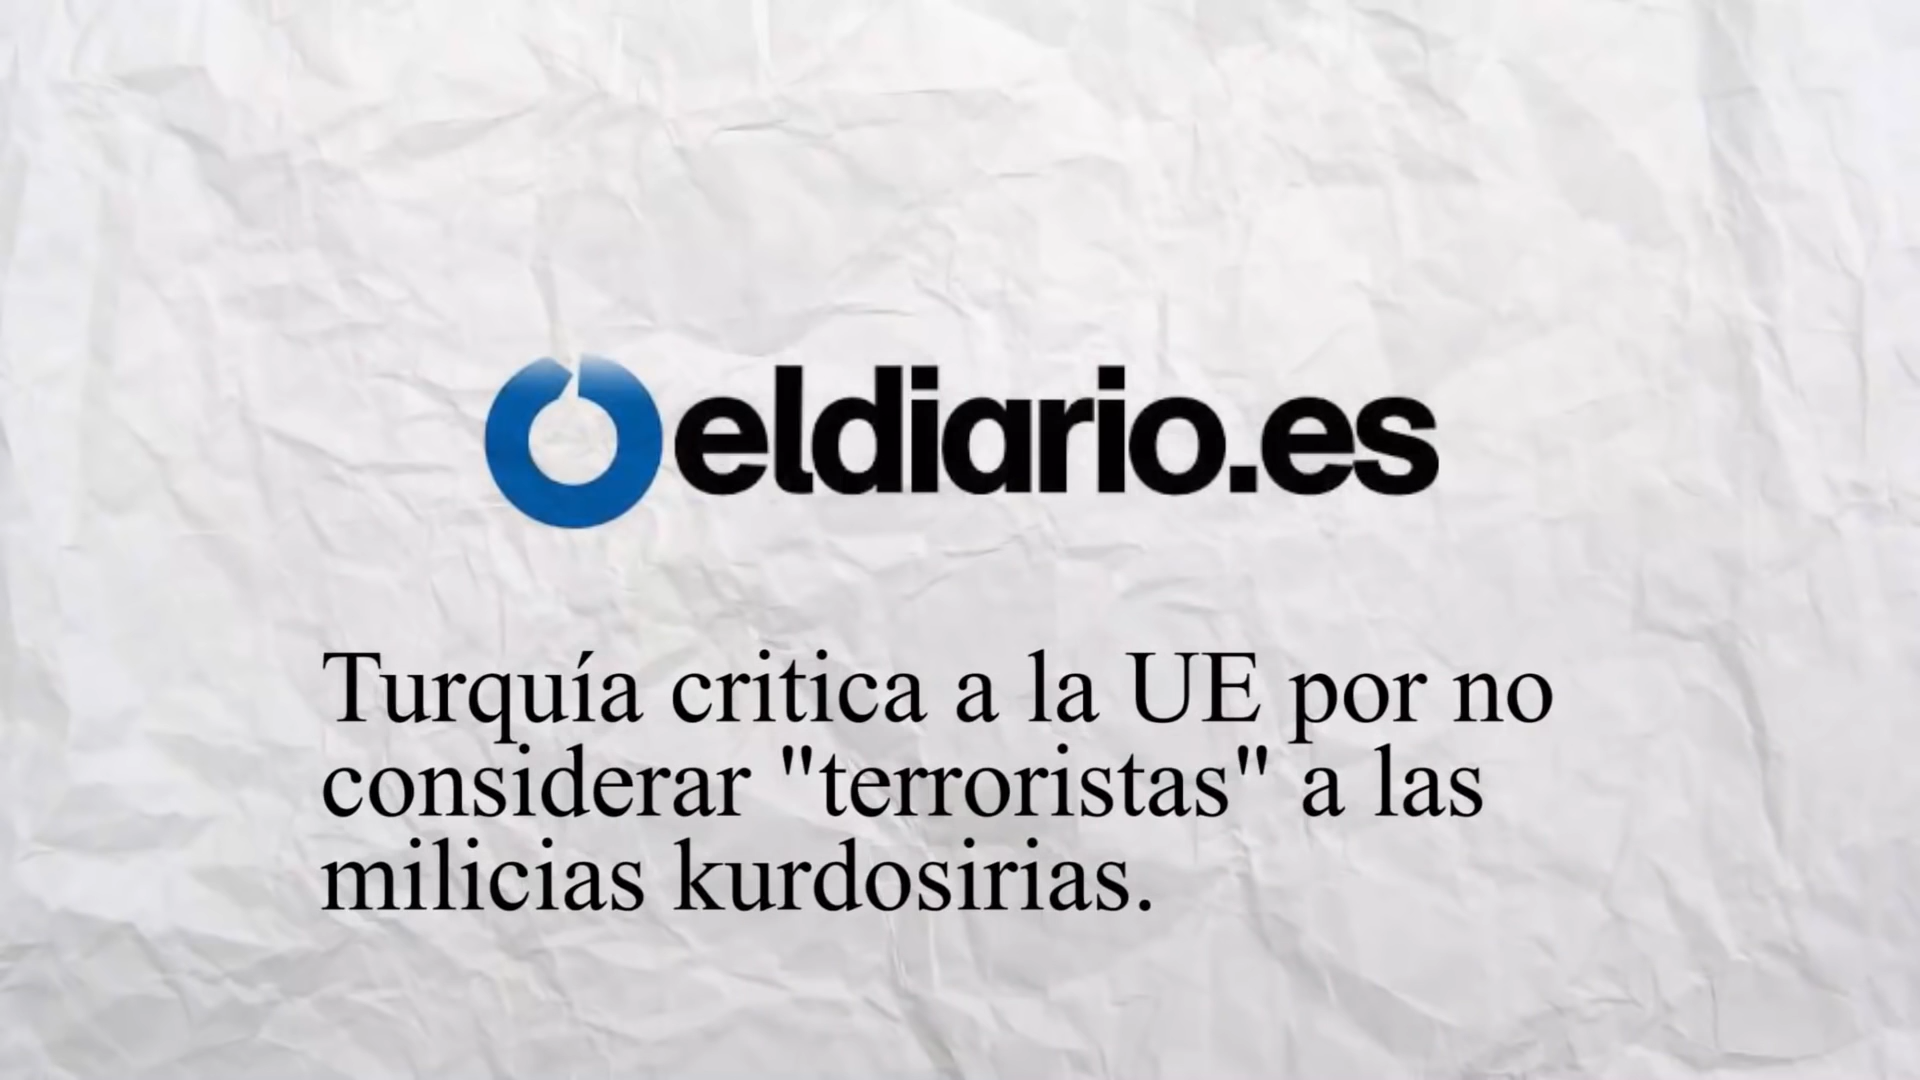 eldiario.es
Turquía critica a la UE por no
considerar "terroristas" a las
milicias kurdosirias.